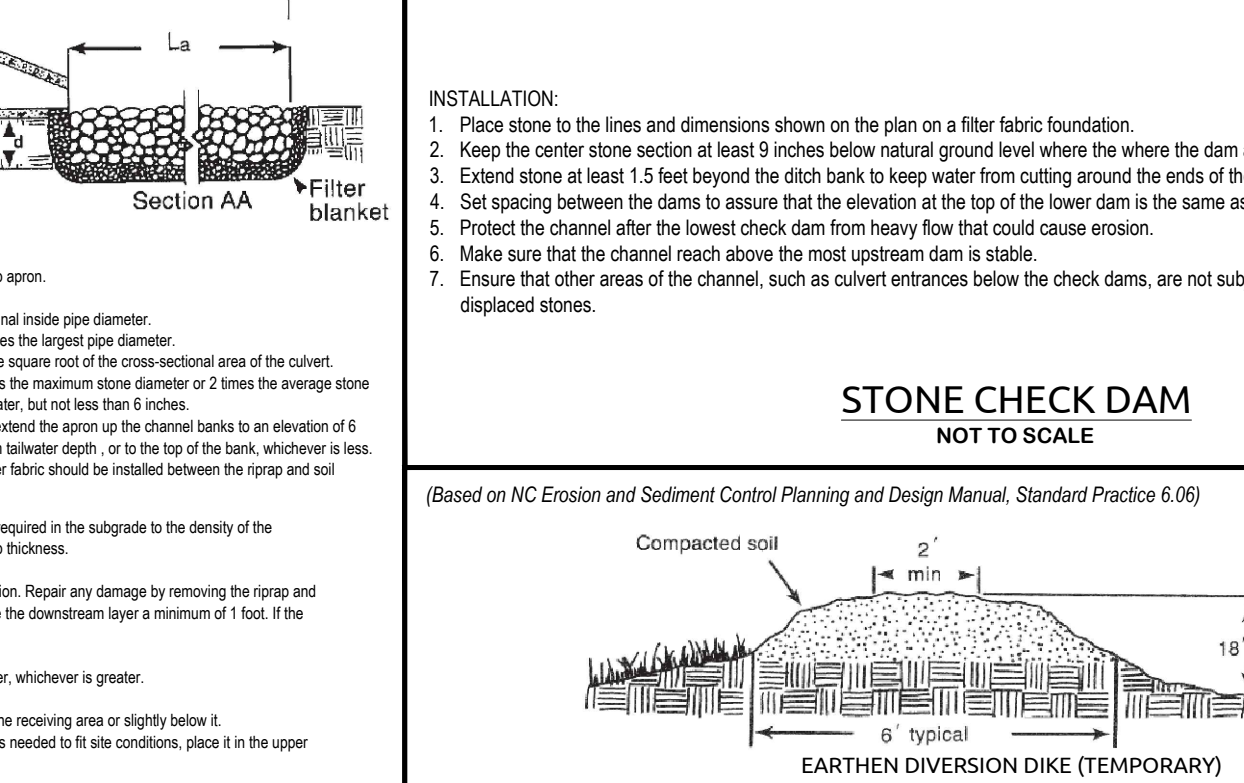 La
d
Section AA
Filter
blanket
apron.
inside pipe diameter.
the largest pipe diameter.
square root of the cross-sectional area of the culvert.
the maximum stone diameter or 2 times the average stone
but not less than 6 inches.
extend the apron up the channel banks to an elevation of 6
tailwater depth , or to the top of the bank, whichever is less.
fabric should be installed between the riprap and soil
required in the subgrade to the density of the
thickness.
Repair any damage by removing the riprap and
the downstream layer a minimum of 1 foot. If the
whichever is greater.
receiving area or slightly below it.
needed to fit site conditions, place it in the upper
INSTALLATION:
1. Place stone to the lines and dimensions shown on the plan on a filter fabric foundation.
2. Keep the center stone section at least 9 inches below natural ground level where the where the dam
3. Extend stone at least 1.5 feet beyond the ditch bank to keep water from cutting around the ends of
4. Set spacing between the dams to assure that the elevation at the top of the lower dam is the same as
5. Protect the channel after the lowest check dam from heavy flow that could cause erosion.
6. Make sure that the channel reach above the most upstream dam is stable.
7. Ensure that other areas of the channel, such as culvert entrances below the check dams, are not
displaced stones.
STONE CHECK DAM
NOT TO SCALE
(Based on NC Erosion and Sediment Control Planning and Design Manual, Standard Practice 6.06)
Compacted soil
2'
min
18
6' typical
EARTHEN DIVERSION DIKE (TEMPORARY)